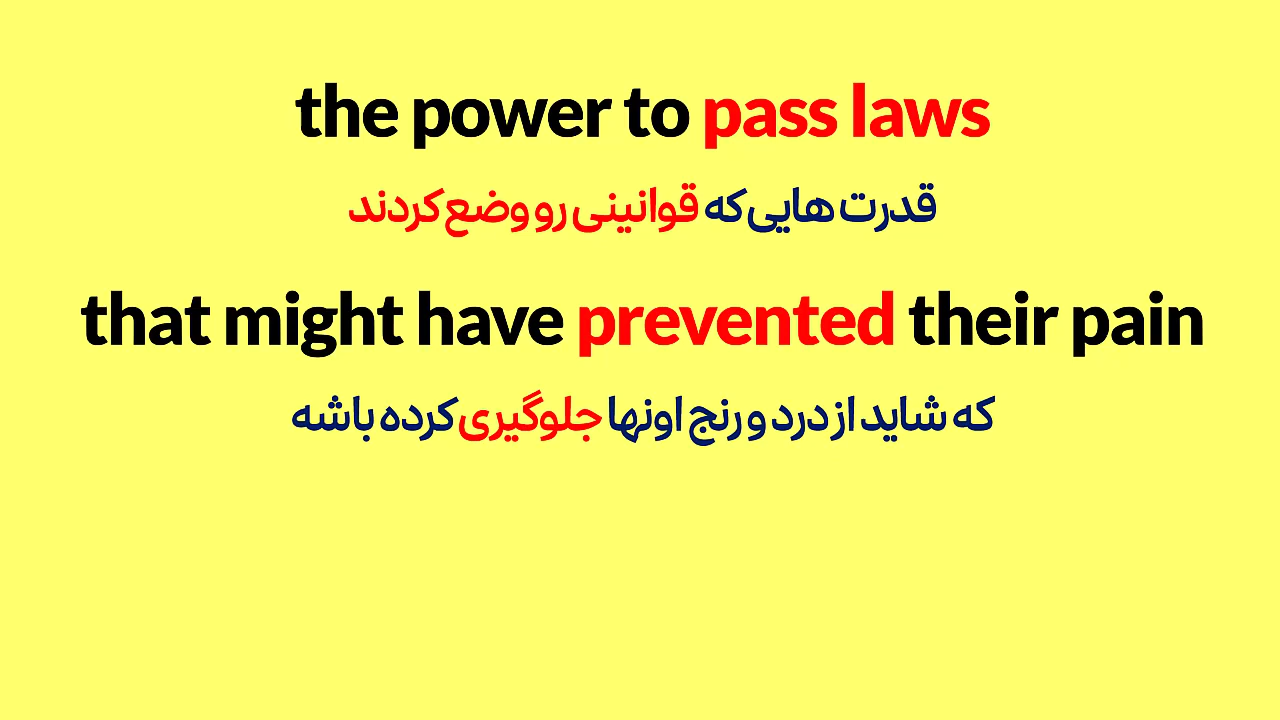 the power to pass laws
قدرت هایی که قوانینی رو وضع کردند
that might have prevented their pain
که شاید از درد و رنج اونها جلوگیری کرده باشه